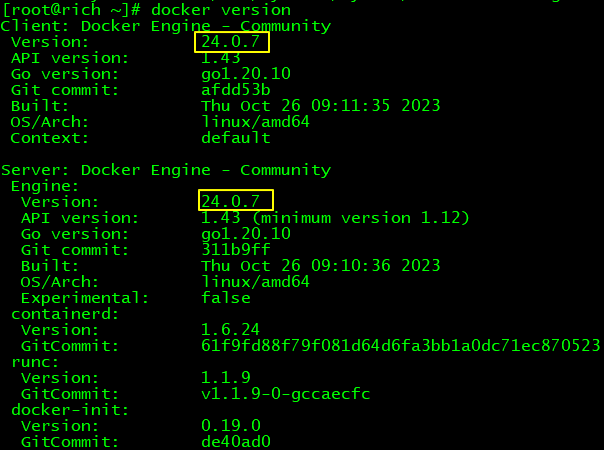 [root@rich ~]# docker version
Client: Docker Engine - Community
Version: 24.0.7
API version: 1.43
Go version: go1.20.10
Git commit: afdd53b
Built: Thu Oct 26 09:11:35 2023
OS/Arch: linux/amd64
Context: default
Server: Docker Engine - Community
Engine:
Version: 24.0.7
API version: 1.43 (minimum version 1.12)
Go version: go1.20.10
Git commit: 311b9ff
Built: Thu Oct 26 09:10:36 2023
OS/Arch: linux/amd64
Experimental: false
containerd:
Version: 1.6.24
GitCommit: 61f9fd88f79f081d64d6fa3bb1a0dc71ec870523
runc:
Version: 1.1.9
GitCommit: v1.1.9-0-gccaecfc
docker-init:
Version: 0.19.0
GitCommit: de40ad0